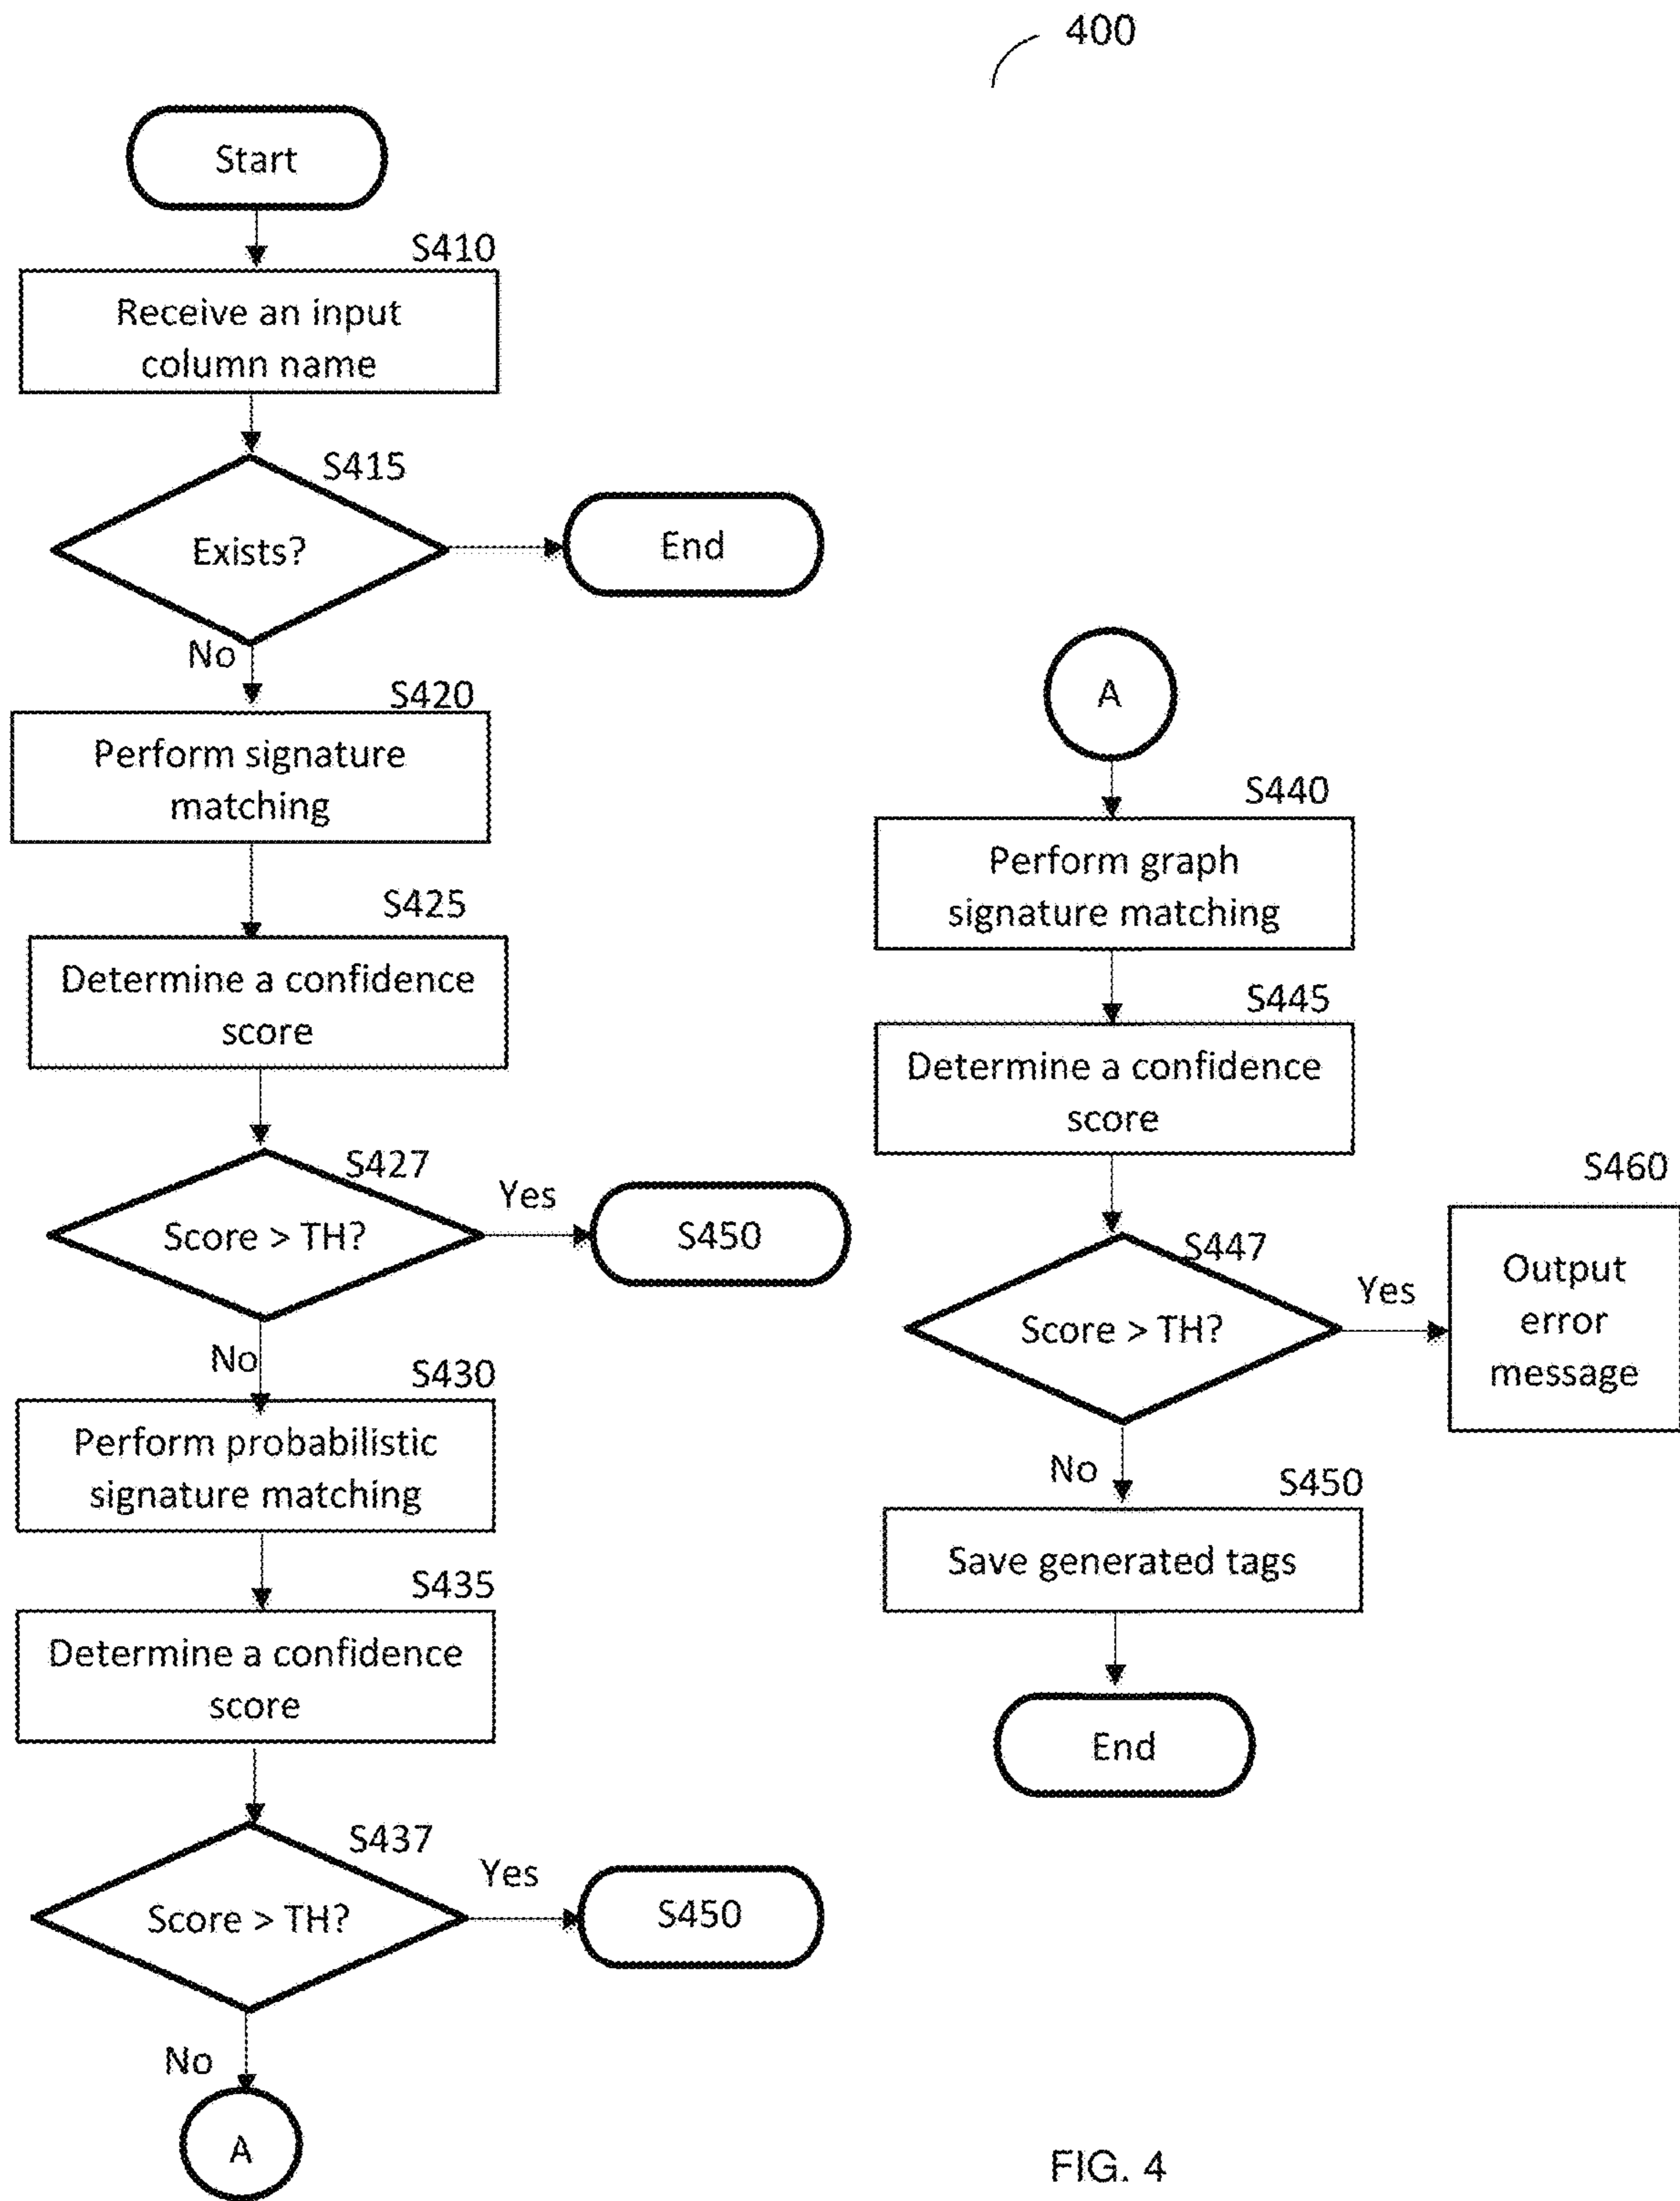 400
Start
S410
Receive an input
column name
S415
Exists?
End
No
S420
Perform signature
matching
S425
Determine a confidence
score
S427
Score > TH?
Yes
S450
No
S430
Perform probabilistic
signature matching
S435
Determine a confidence
score
S437
Score > TH?
Yes
S450
No
A
A
S440
Perform graph
signature matching
S445
Determine a confidence
score
S447
Score > TH?
Yes
S460
Output
error
message
No
S450
Save generated tags
End
FIG. 4